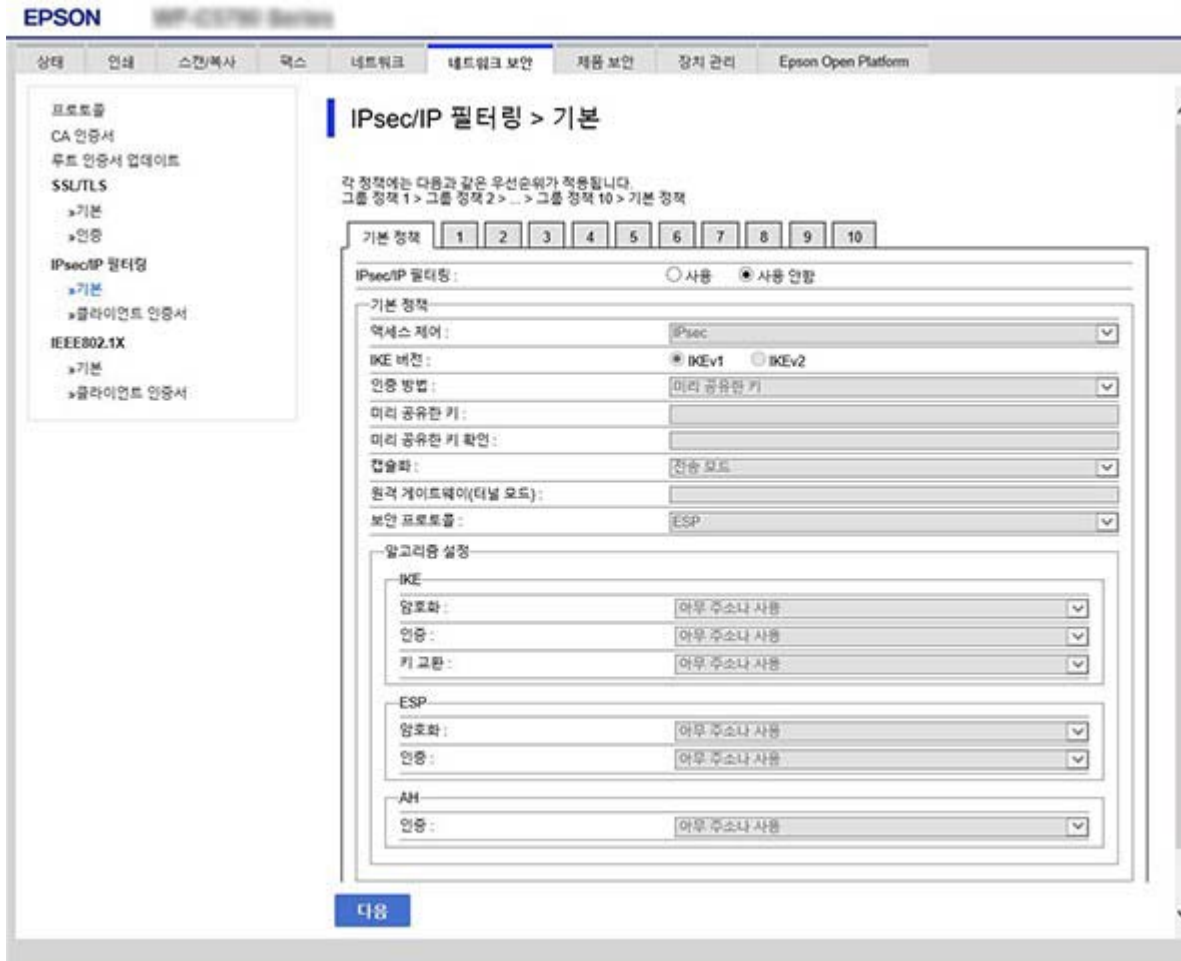 EPSON
상태 인쇄 스캔/복사 팩스 네트워크 네트워크 보안 제품 보안 장치 관리 Epson Open Platform
프로토콜
CA 인증서
루트 인증서 업데이트
SSL/TLS
»기본
»인증
IPsec/IP 필터링
»기본
»클라이언트 인증서
IEEE802.1X
»기본
»클라이언트 인증서
IPsec/IP 필터링 > 기본
각 정책에는 다음과 같은 우선순위가 적용됩니다.
그룹 정책 1 > 그룹 정책 2 > ... > 그룹 정책 10 > 기본 정책
기본 정책 1 2 3 4 5 6 7 8 9 10
IPsec/IP 필터링 : 사용 사용 안함
기본 정책
액세스 제어 : IPsec
IKE 버전 : IKEv1 IKEv2
인증 방법 : 미리 공유한 키
미리 공유한 키 :
미리 공유한 키 확인 :
캡슐화 : 전송 모드
원격 게이트웨이(터널 모드) :
보안 프로토콜 : ESP
알고리즘 설정
IKE
암호화 : 아무 주소나 사용
인증 : 아무 주소나 사용
키 교환 : 아무 주소나 사용
ESP
암호화 : 아무 주소나 사용
인증 : 아무 주소나 사용
AH
인증 : 아무 주소나 사용
다음